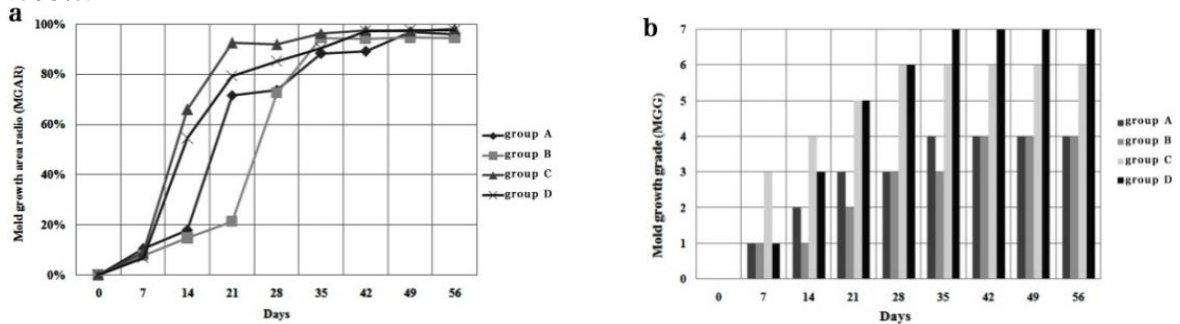 a
100%
80%
60%
40%
20%
0%
Mold growth area radio (MGAR)
0 7 14 21 28 35 42 49 56
Days
group A
group B
group C
group D
b
7
6
5
4
3
2
1
0
Mold growth grade (MGG)
0 7 14 21 28 35 42 49 56
Days
group A
group B
group C
group D